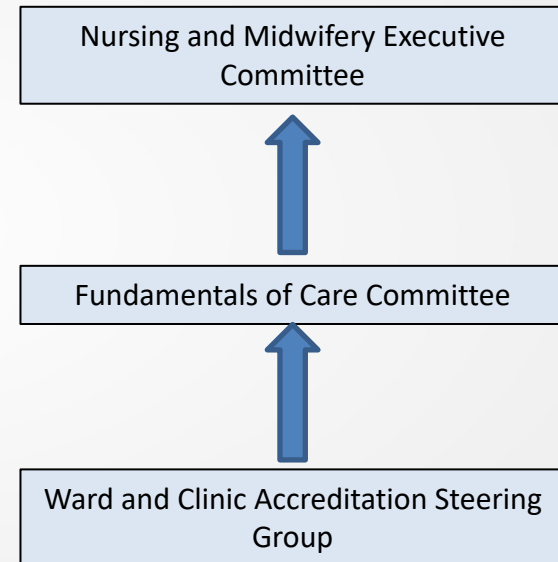 Nursing and Midwifery Executive
Committee
Fundamentals of Care Committee
Ward and Clinic Accreditation Steering
Group